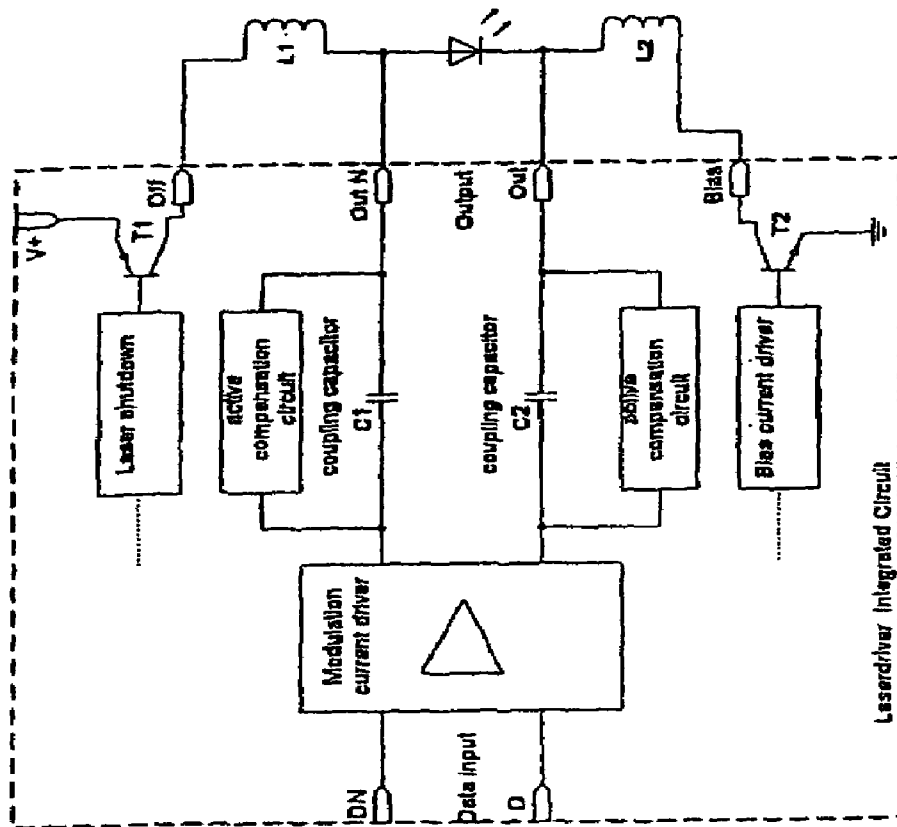 V+
Off
T1
L1
Laser shutdown
active
compensation
circuit
coupling capacitor
C1
Out N
Output
Out
Modulation
current driver
DN
Data Input
D
coupling capacitor
C2
active
compensation
circuit
L2
Bias
T2
Bias current driver
Laserdriver Integrated Circuit